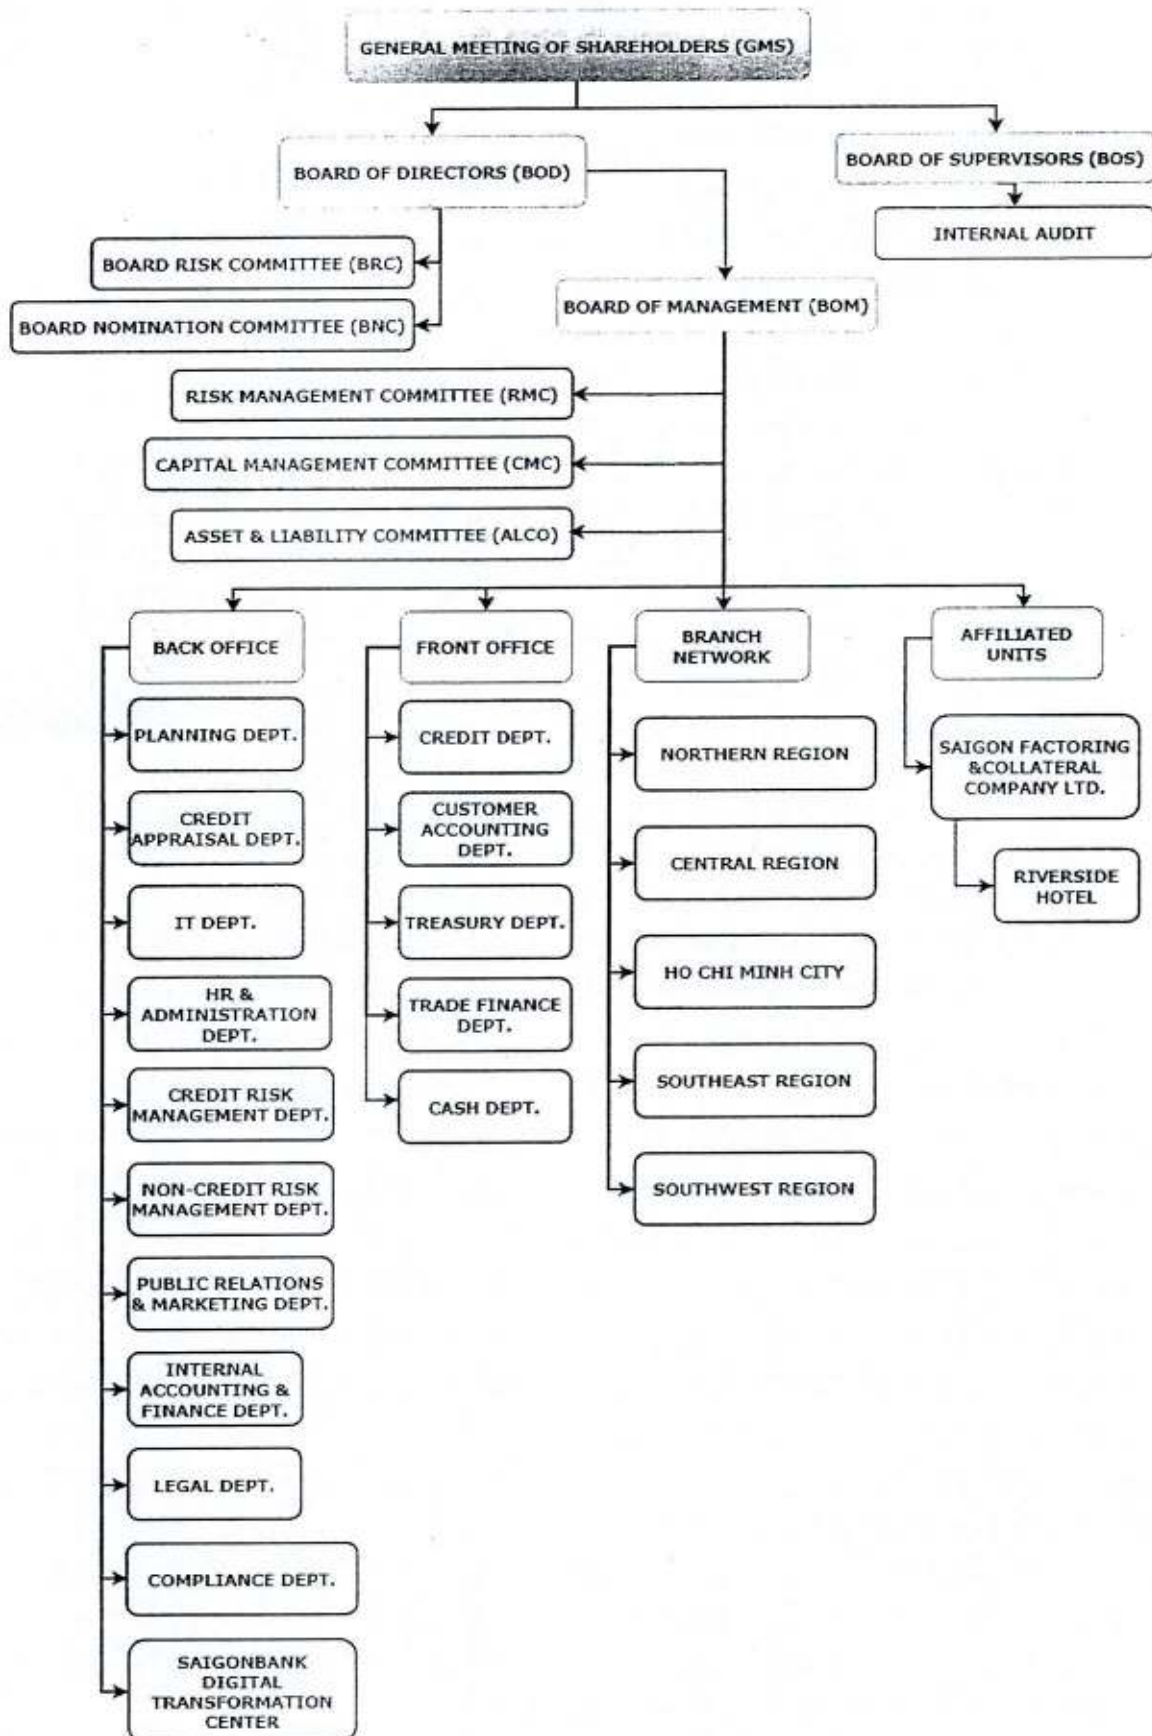 GENERAL MEETING OF SHAREHOLDERS (GMS)
BOARD OF DIRECTORS (BOD)
BOARD OF SUPERVISORS (BOS)
INTERNAL AUDIT
BOARD RISK COMMITTEE (BRC)
BOARD NOMINATION COMMITTEE (BNC)
BOARD OF MANAGEMENT (BOM)
RISK MANAGEMENT COMMITTEE (RMC)
CAPITAL MANAGEMENT COMMITTEE (CMC)
ASSET & LIABILITY COMMITTEE (ALCO)
BACK OFFICE
PLANNING DEPT.
CREDIT
APPRAISAL DEPT.
IT DEPT.
HR &
ADMINISTRATION
DEPT.
CREDIT RISK
MANAGEMENT DEPT.
NON-CREDIT RISK
MANAGEMENT DEPT.
PUBLIC RELATIONS
& MARKETING DEPT.
INTERNAL
ACCOUNTING &
FINANCE DEPT.
LEGAL DEPT.
COMPLIANCE DEPT.
SAIGONBANK
DIGITAL
TRANSFORMATION
CENTER
FRONT OFFICE
CREDIT DEPT.
CUSTOMER
ACCOUNTING
DEPT.
TREASURY DEPT.
TRADE FINANCE
DEPT.
CASH DEPT.
BRANCH
NETWORK
NORTHERN REGION
CENTRAL REGION
HO CHI MINH CITY
SOUTHEAST REGION
SOUTHWEST REGION
AFFILIATED
UNITS
SAIGON FACTORING
&COLLATERAL
COMPANY LTD.
RIVERSIDE
HOTEL